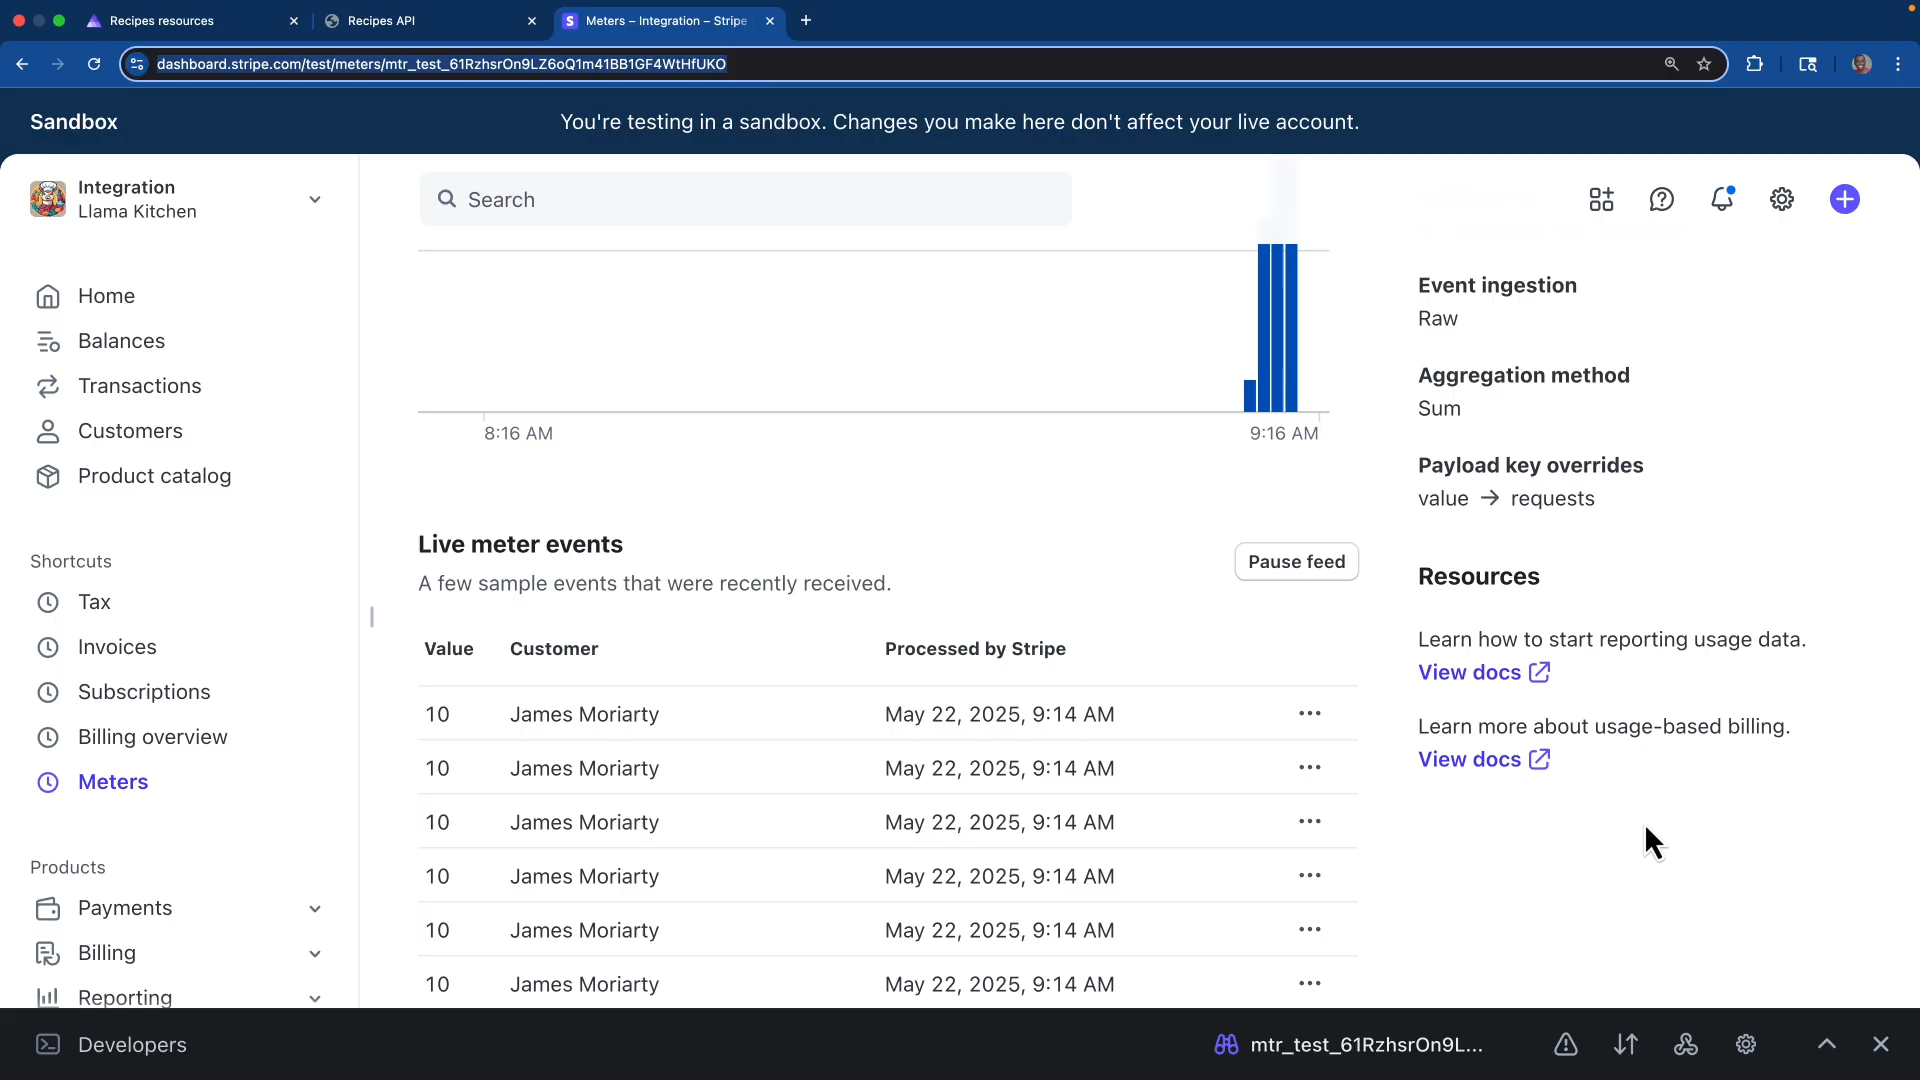 Recipes resources
Recipes API
Meters – Integration – Stripe
dashboard.stripe.com/test/meters/mtr_test_61RzhsrOn9LZ6oQ1m41BB1GF4WtHfUKO
Sandbox
You're testing in a sandbox. Changes you make here don't affect your live account.
Integration
Llama Kitchen
Search
Home
Balances
Transactions
Customers
Product catalog
Shortcuts
Tax
Invoices
Subscriptions
Billing overview
Meters
Products
Payments
Billing
Reporting
8:16 AM
9:16 AM
Live meter events
A few sample events that were recently received.
Pause feed
Value Customer Processed by Stripe
10 James Moriarty May 22, 2025, 9:14 AM
10 James Moriarty May 22, 2025, 9:14 AM
10 James Moriarty May 22, 2025, 9:14 AM
10 James Moriarty May 22, 2025, 9:14 AM
10 James Moriarty May 22, 2025, 9:14 AM
10 James Moriarty May 22, 2025, 9:14 AM
Event ingestion
Raw
Aggregation method
Sum
Payload key overrides
value → requests
Resources
Learn how to start reporting usage data.
View docs
Learn more about usage-based billing.
View docs
Developers
mtr_test_61RzhsrOn9L...